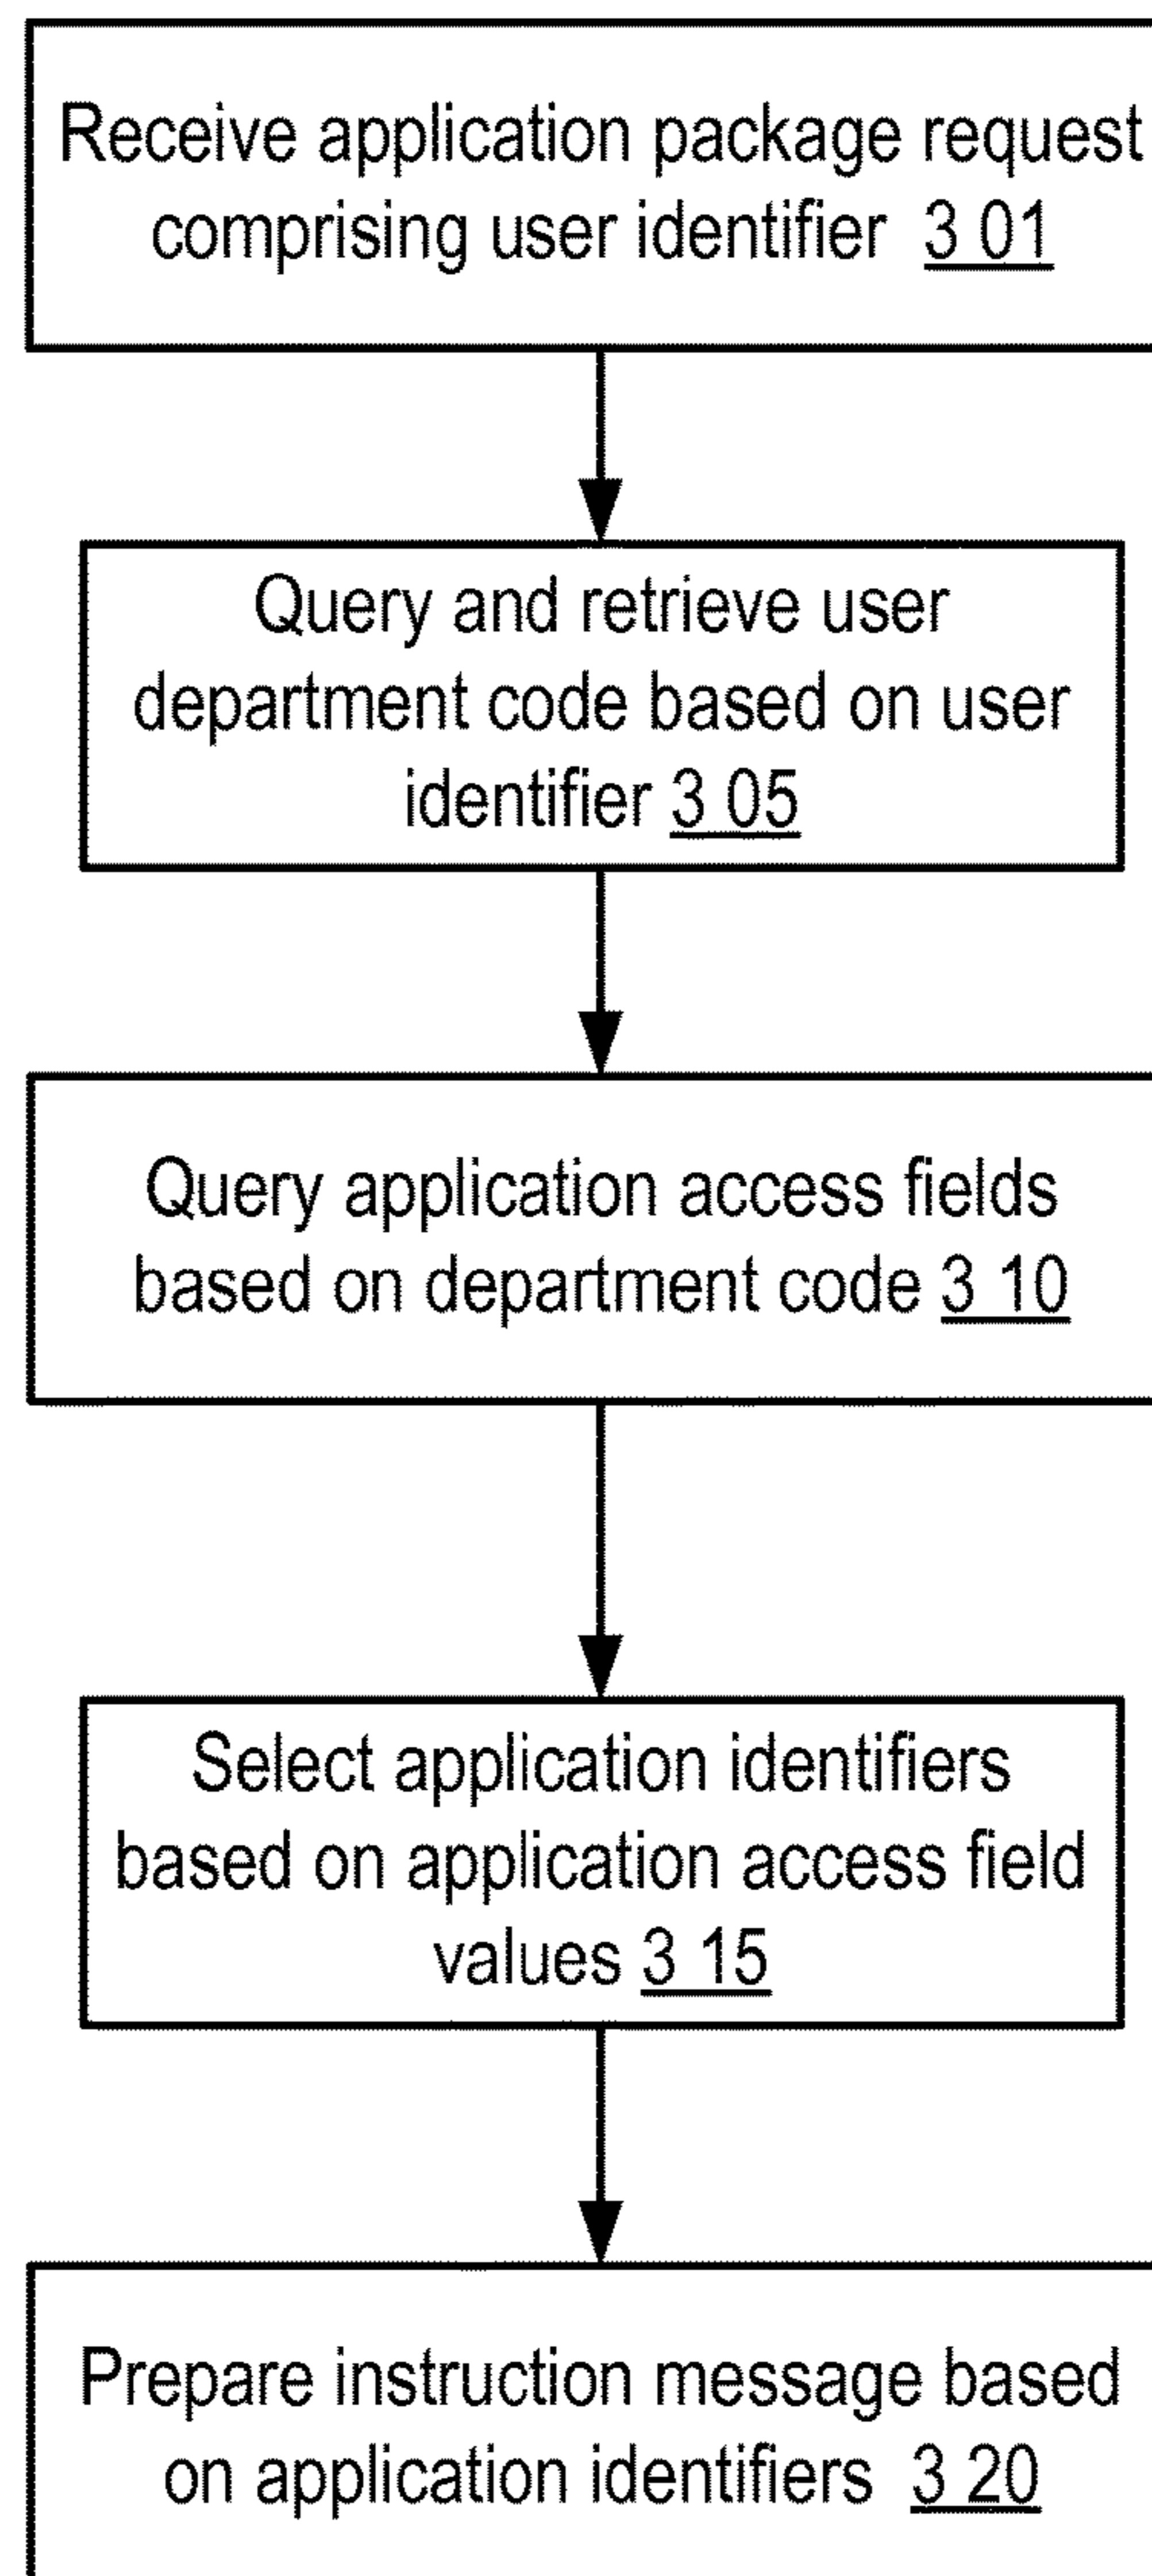 Receive application package request
comprising user identifier 3 01
Query and retrieve user
department code based on user
identifier 3 05
Query application access fields
based on department code 3 10
Select application identifiers
based on application access field
values 3 15
Prepare instruction message based
on application identifiers 3 20